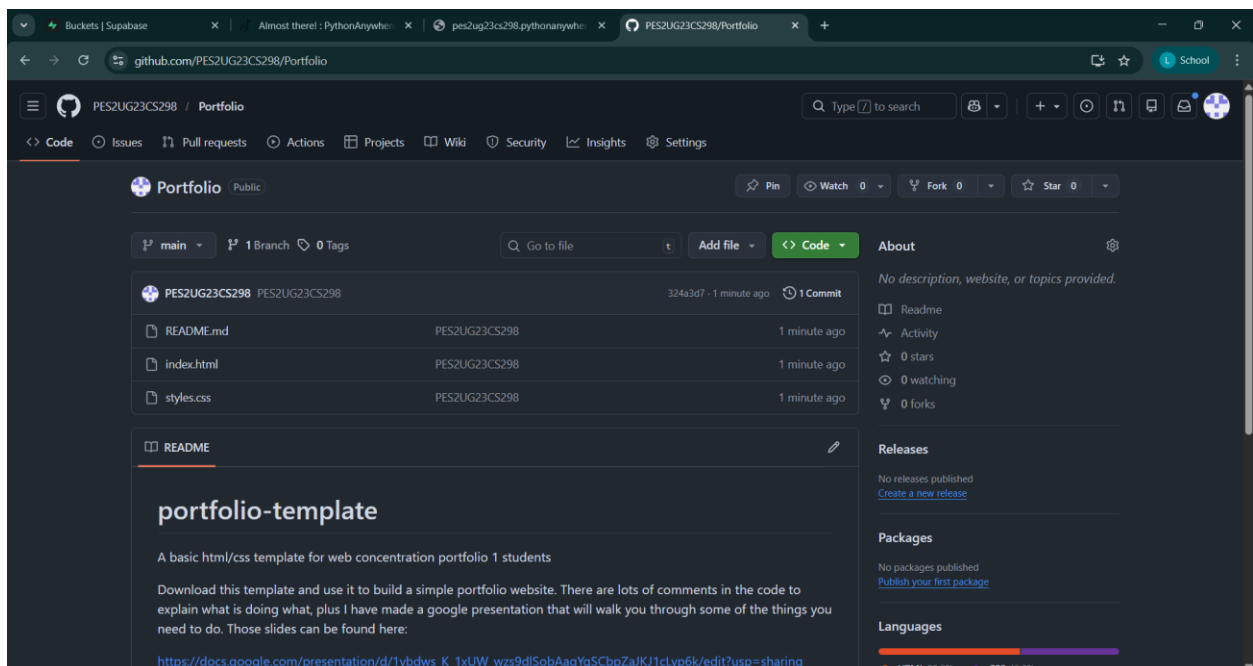 Buckets | Supabase
Almost there! : PythonAnywher
pes2ug23cs298.pythonanywhe
PES2UG23CS298/Portfolio
github.com/PES2UG23CS298/Portfolio
L School
PES2UG23CS298 / Portfolio
Type / to search
Code Issues Pull requests Actions Projects Wiki Security Insights Settings
Portfolio Public
Pin Watch 0 Fork 0 Star 0
main 1 Branch 0 Tags
Go to file t Add file Code
PES2UG23CS298 PES2UG23CS298 324a3d7 · 1 minute ago 1 Commit
README.md PES2UG23CS298 1 minute ago
index.html PES2UG23CS298 1 minute ago
styles.css PES2UG23CS298 1 minute ago
README
portfolio-template
A basic html/css template for web concentration portfolio 1 students
Download this template and use it to build a simple portfolio website. There are lots of comments in the code to
explain what is doing what, plus I have made a google presentation that will walk you through some of the things you
need to do. Those slides can be found here:
About
No description, website, or topics provided.
Readme
Activity
0 stars
0 watching
0 forks
Releases
No releases published
Create a new release
Packages
No packages published
Publish your first package
Languages